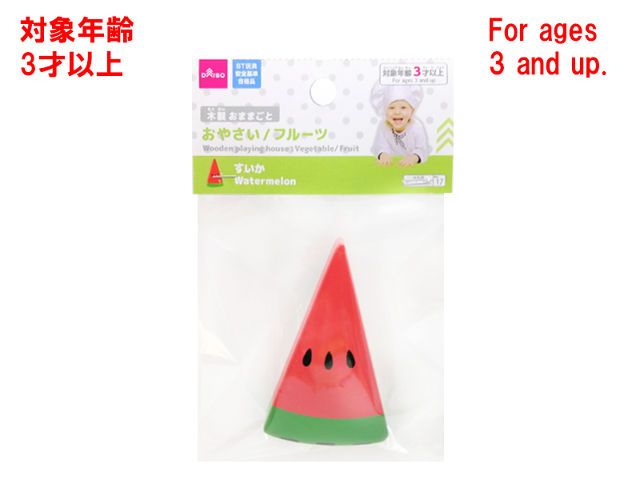 対象年齢
3才以上
For ages
3 and up.
DAISO
ST玩具
安全基準
合格品
対象年齢3才以上
For ages 3 and up
木製 おままごと
おやさい/フルーツ
Wooden playing house; Vegetable/ Fruit
すいか
Watermelon